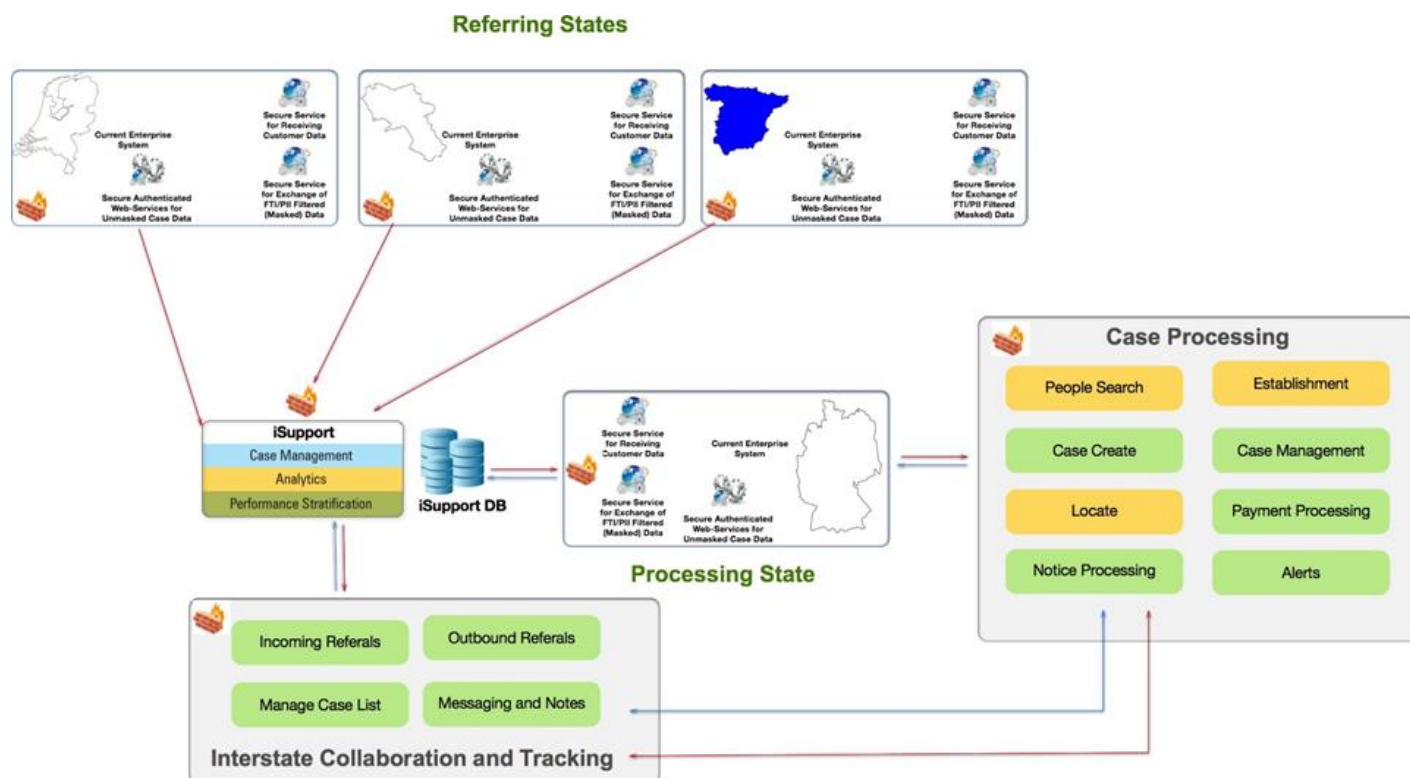 Referring States
Current Enterprise
System
Secure Authenticated
Web-Services for
Unmasked Case Data
Secure Service
for Receiving
Customer Data
Secure Service
for Exchange of
FTI/PII Filtered
(Masked) Data
Current Enterprise
System
Secure Authenticated
Web-Services for
Unmasked Case Data
Secure Service
for Receiving
Customer Data
Secure Service
for Exchange of
FTI/PII Filtered
(Masked) Data
Current Enterprise
System
Secure Authenticated
Web-Services for
Unmasked Case Data
Secure Service
for Receiving
Customer Data
Secure Service
for Exchange of
FTI/PII Filtered
(Masked) Data
iSupport
Case Management
Analytics
Performance Stratification
iSupport DB
Secure Service
for Receiving
Customer Data
Secure Service
for Exchange of
FTI/PII Filtered
(Masked) Data
Current Enterprise
System
Secure Authenticated
Web-Services for
Unmasked Case Data
Processing State
Case Processing
People Search
Establishment
Case Create
Case Management
Locate
Payment Processing
Notice Processing
Alerts
Incoming Referrals
Outbound Referrals
Manage Case List
Messaging and Notes
Interstate Collaboration and Tracking